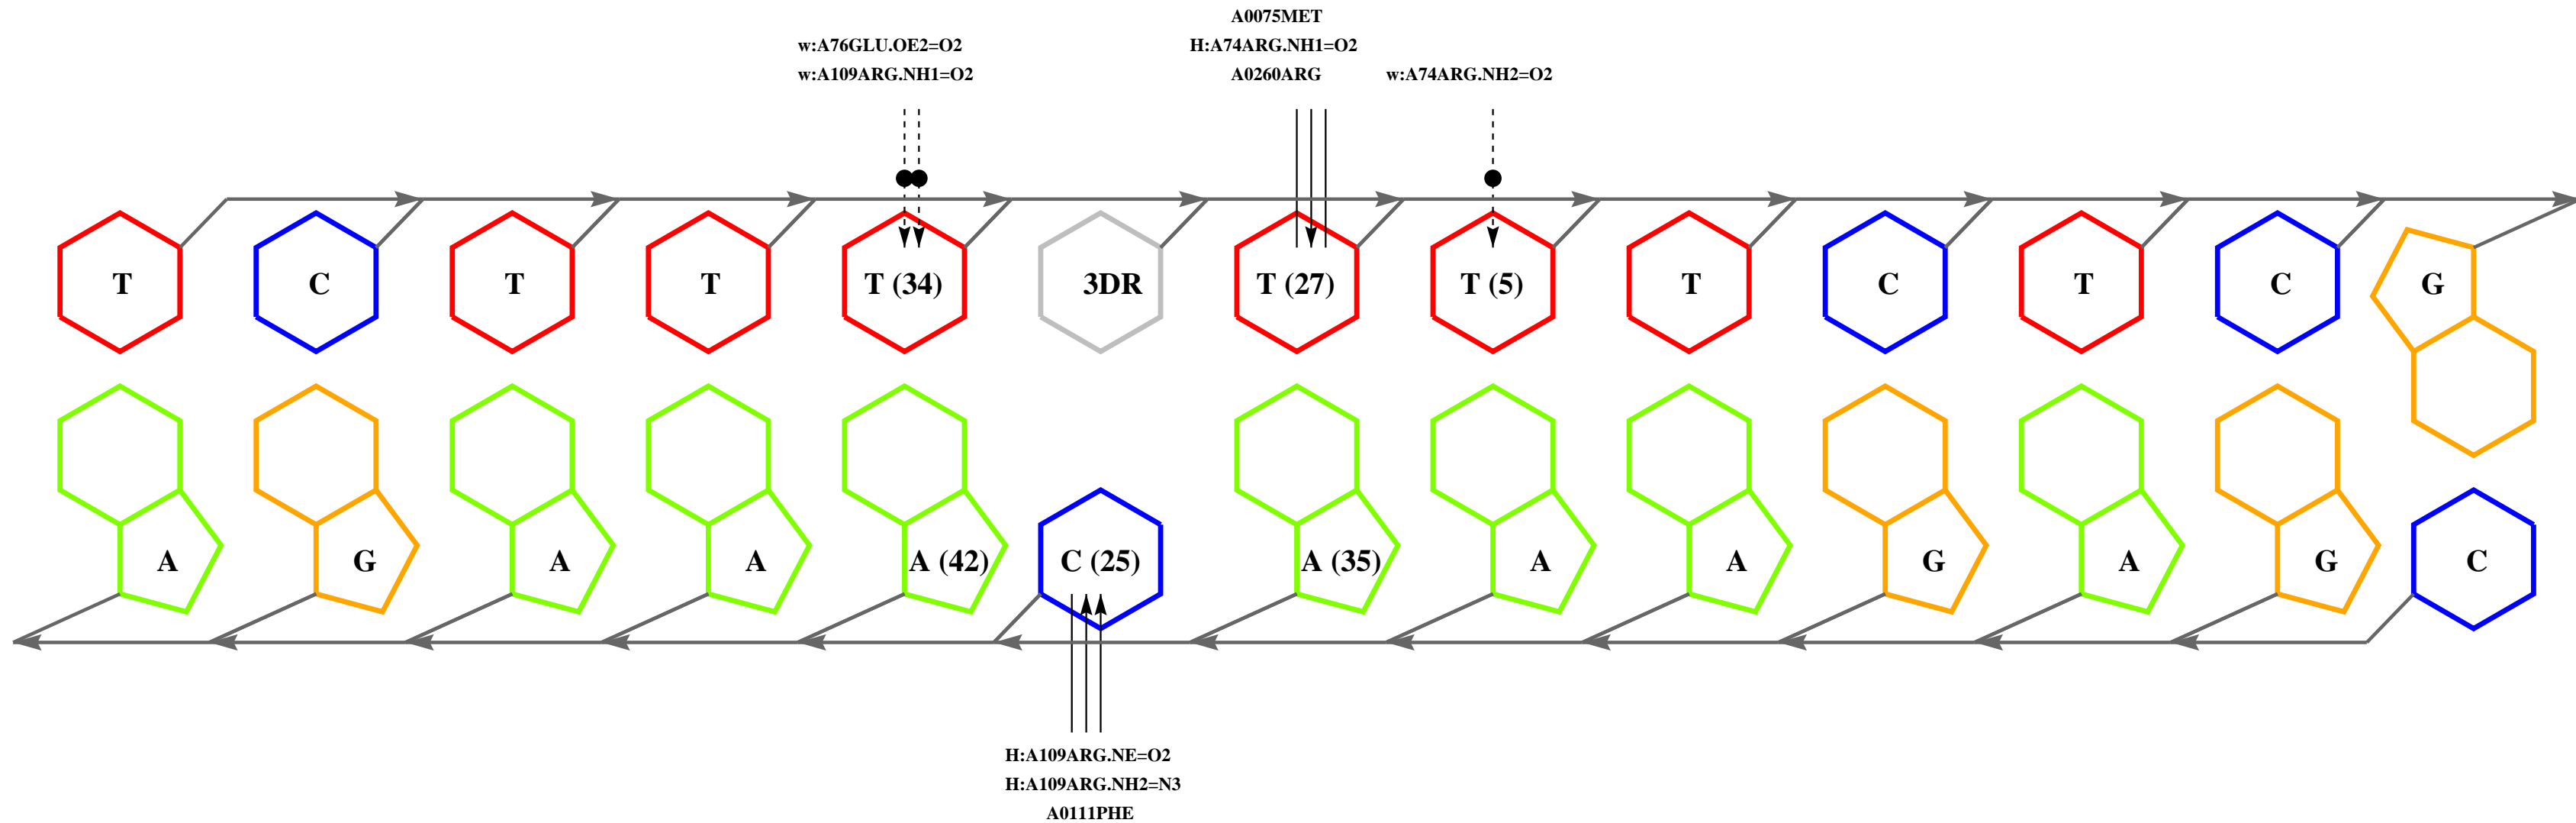 A0075MET
w:A76GLU.OE2=O2 H:A74ARG.NH1=O2
w:A109ARG.NH1=O2 A0260ARG w:A74ARG.NH2=O2
T C T T T (34) 3DR T (27) T (5) T C T C G
A G A A A (42) C (25) A (35) A A G A G C
H:A109ARG.NE=O2
H:A109ARG.NH2=N3
A0111PHE